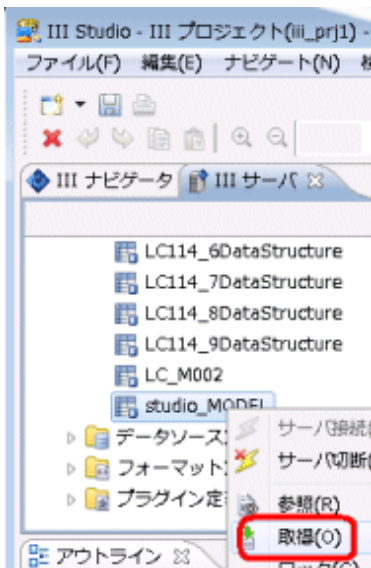 III Studio - III プロジェクト(iii_prj1) -
ファイル(F) 編集(E) ナビゲート(N)
III ナビゲータ III サーバ
LC114_6DataStructure
LC114_7DataStructure
LC114_8DataStructure
LC114_9DataStructure
LC_M002
studio_MODEL
データソース
フォーマット
プラグイン定
サーバ接続(
サーバ切断(
参照(R)
取得(O)
ロック(C)
アウトライン